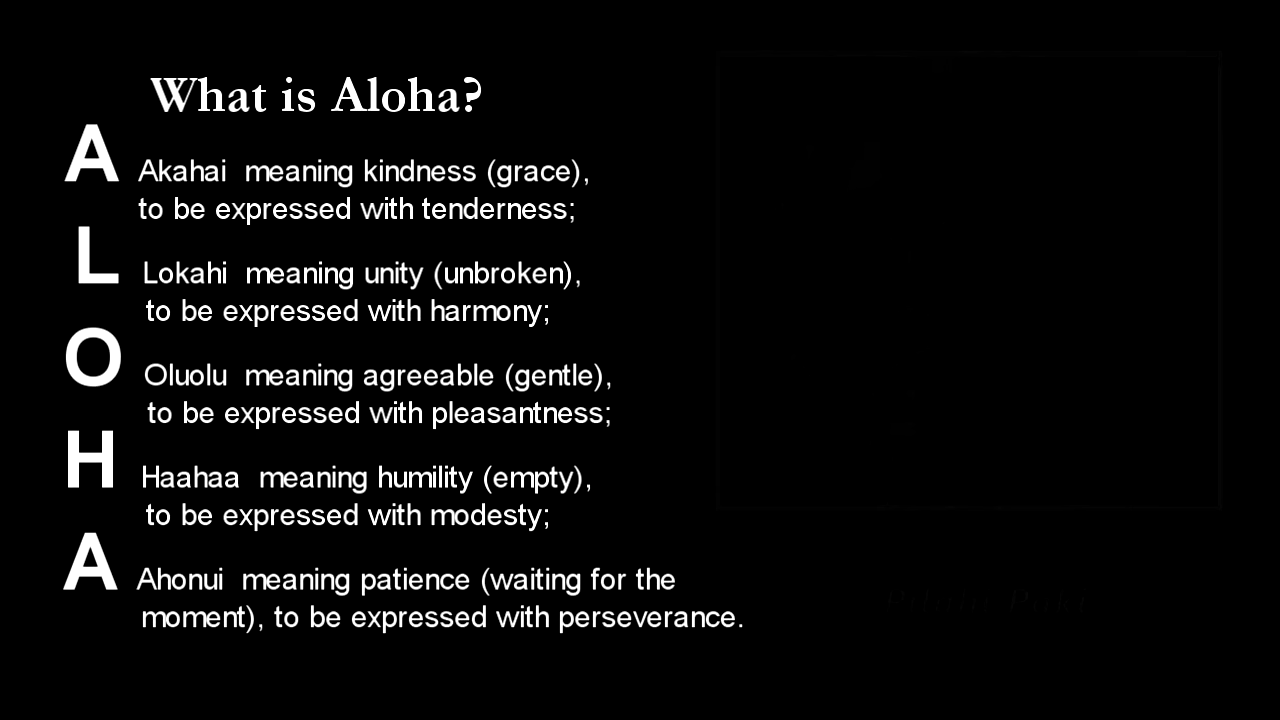 What is Aloha?
A Akahai meaning kindness (grace),
to be expressed with tenderness;
L Lokahi meaning unity (unbroken),
to be expressed with harmony;
O Oluolu meaning agreeable (gentle),
to be expressed with pleasantness;
H Haahaa meaning humility (empty),
to be expressed with modesty;
A Ahonui meaning patience (waiting for the
moment), to be expressed with perseverance.